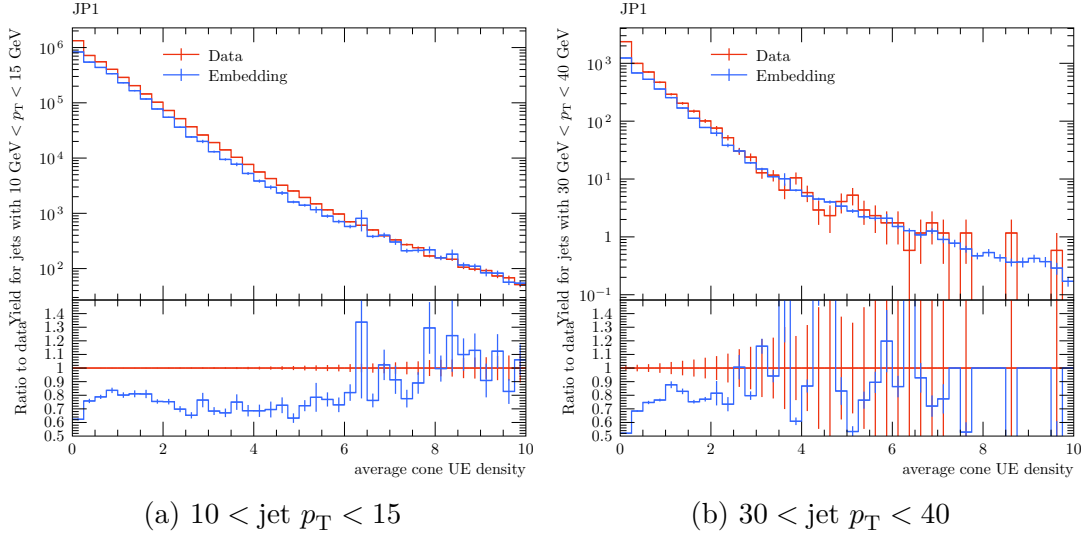 JP1
Yield for jets with 10 GeV < pT < 15 GeV
10^6
10^5
10^4
10^3
10^2
Data
Embedding
Ratio to data
1.4
1.3
1.2
1.1
1
0.9
0.8
0.7
0.6
0.5
0 2 4 6 8 10
average cone UE density
(a) 10 < jet pT < 15
JP1
Yield for jets with 30 GeV < pT < 40 GeV
10^3
10^2
10^1
1
10^−1
Data
Embedding
Ratio to data
1.4
1.3
1.2
1.1
1
0.9
0.8
0.7
0.6
0.5
0 2 4 6 8 10
average cone UE density
(b) 30 < jet pT < 40